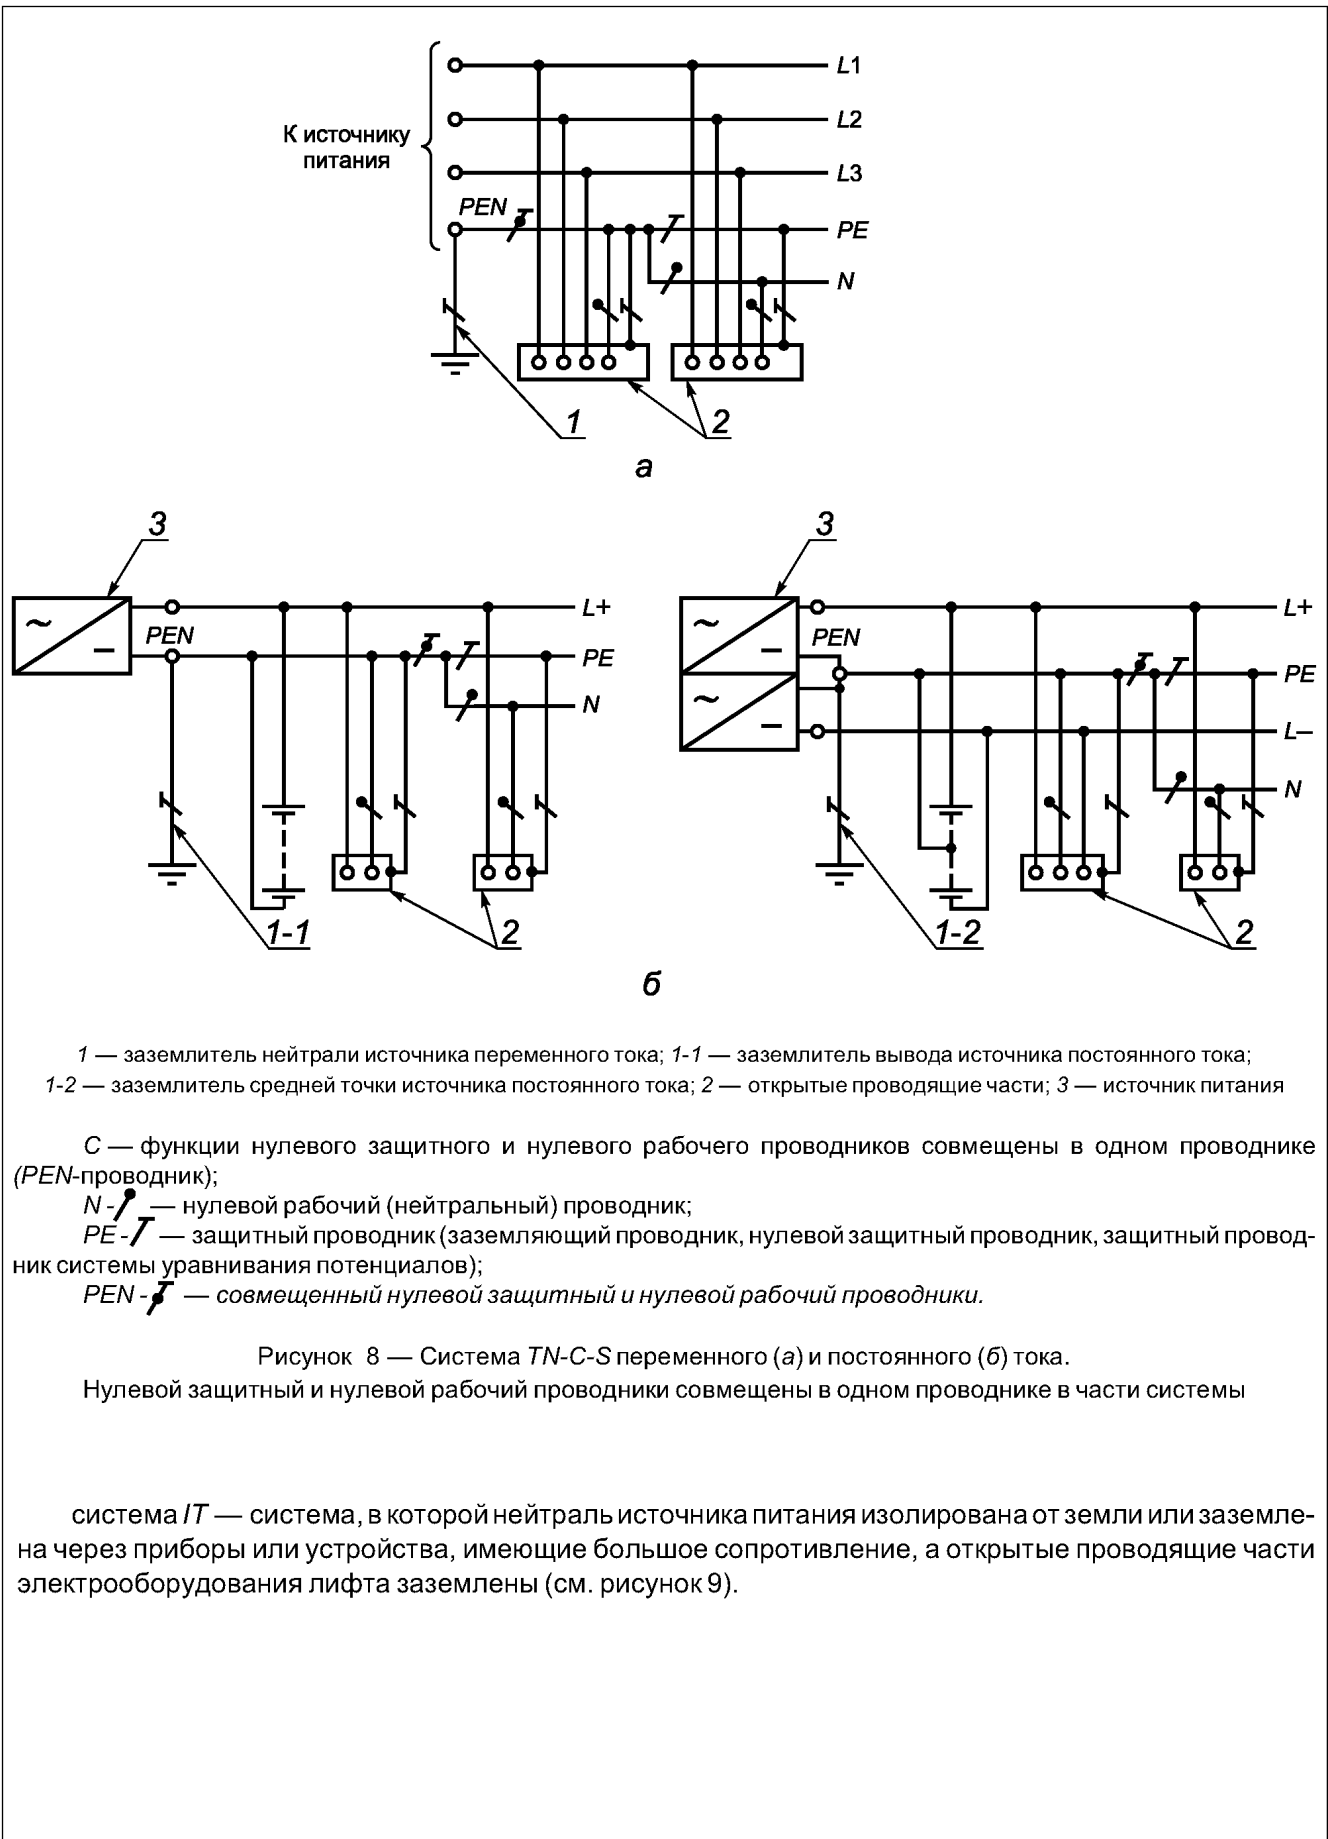 L1
К источнику
питания
L2
L3
PEN
PE
N
1
2
а
3
3
L+
PEN
PE
N
L+
PEN
PE
L–
N
1-1
2
1-2
2
б
1 — заземлитель нейтрали источника переменного тока; 1-1 — заземлитель вывода источника постоянного тока;
1-2 — заземлитель средней точки источника постоянного тока; 2 — открытые проводящие части; 3 — источник питания
С — функции нулевого защитного и нулевого рабочего проводников совмещены в одном проводнике
(PEN-проводник);
N - — нулевой рабочий (нейтральный) проводник;
PE - — защитный проводник (заземляющий проводник, нулевой защитный проводник, защитный провод-
ник системы уравнивания потенциалов);
PEN - — совмещенный нулевой защитный и нулевой рабочий проводники.
Рисунок 8 — Система TN-C-S переменного (а) и постоянного (б) тока.
Нулевой защитный и нулевой рабочий проводники совмещены в одном проводнике в части системы
система IT — система, в которой нейтраль источника питания изолирована от земли или заземле-
на через приборы или устройства, имеющие большое сопротивление, а открытые проводящие части
электрооборудования лифта заземлены (см. рисунок 9).